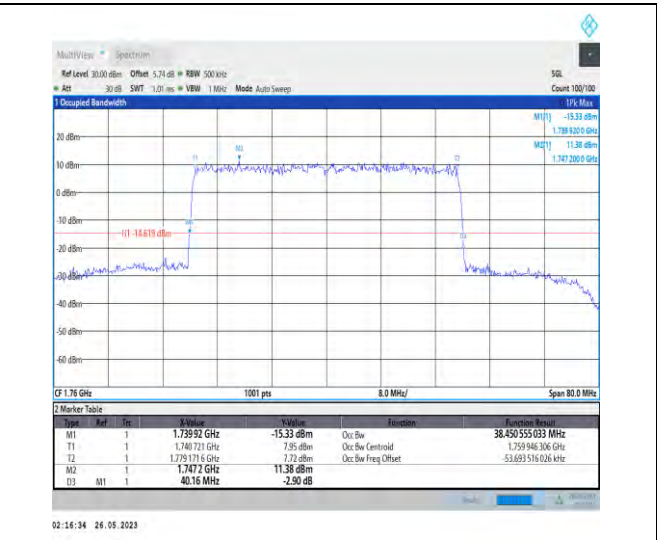 MultiView Spectrum
Ref Level 30.00 dBm Offset 5.74 dB RBW 500 kHz SGL
Att 30 dB SWT 1.01 ms VBW 1 MHz Mode Auto Sweep Count 100/100
1 Occupied Bandwidth 1Pk Max
M1[1] -15.33 dBm
1.739 920 0 GHz
M2[1] 11.38 dBm
1.747 200 0 GHz
20 dBm
M2
T1 T2
10 dBm
0 dBm
-10 dBm
M1
H1 -14.619 dBm
D3
-20 dBm
-30 dBm
-40 dBm
-50 dBm
-60 dBm
CF 1.76 GHz 1001 pts 8.0 MHz/ Span 80.0 MHz
2 Marker Table
Type Ref Trc X-Value Y-Value Function Function Result
M1 1 1.739 92 GHz -15.33 dBm Occ Bw 38.450 555 033 MHz
T1 1 1.740 721 GHz 7.95 dBm Occ Bw Centroid 1.759 946 306 GHz
T2 1 1.779 171 6 GHz 7.72 dBm Occ Bw Freq Offset -53.693 516 026 kHz
M2 1 1.747 2 GHz 11.38 dBm
D3 M1 1 40.16 MHz -2.90 dB
02:16:34 26.05.2023